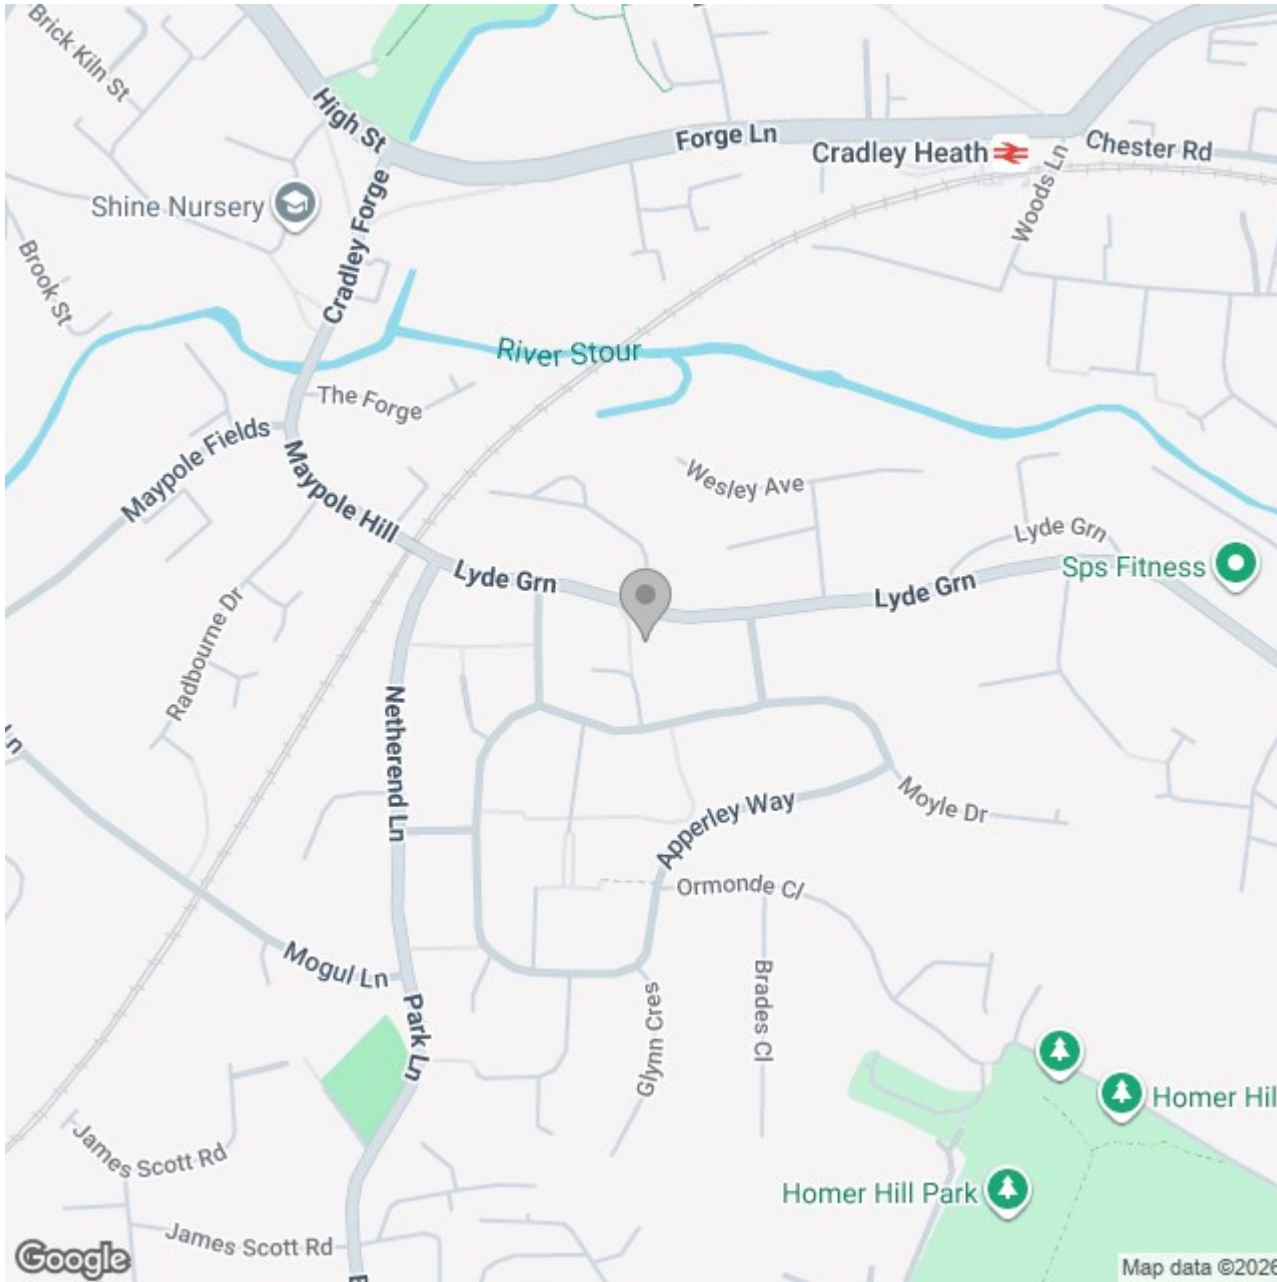 Brick Kiln St
High St
Forge Ln
Cradley Heath
Chester Rd
Woods Ln
Shine Nursery
Cradley Forge
Brook St
River Stour
The Forge
Maypole Fields
Maypole Hill
Wesley Ave
Lyde Grn
Lyde Grn
Lyde Grn
Sps Fitness
Radbourne Dr
Netherend Ln
Ln
Moyle Dr
Apperley Way
Ormonde Cl
Mogul Ln
Park Ln
Glynn Cres
Brades Cl
Homer Hil
James Scott Rd
Homer Hill Park
James Scott Rd
Google
Map data ©2026